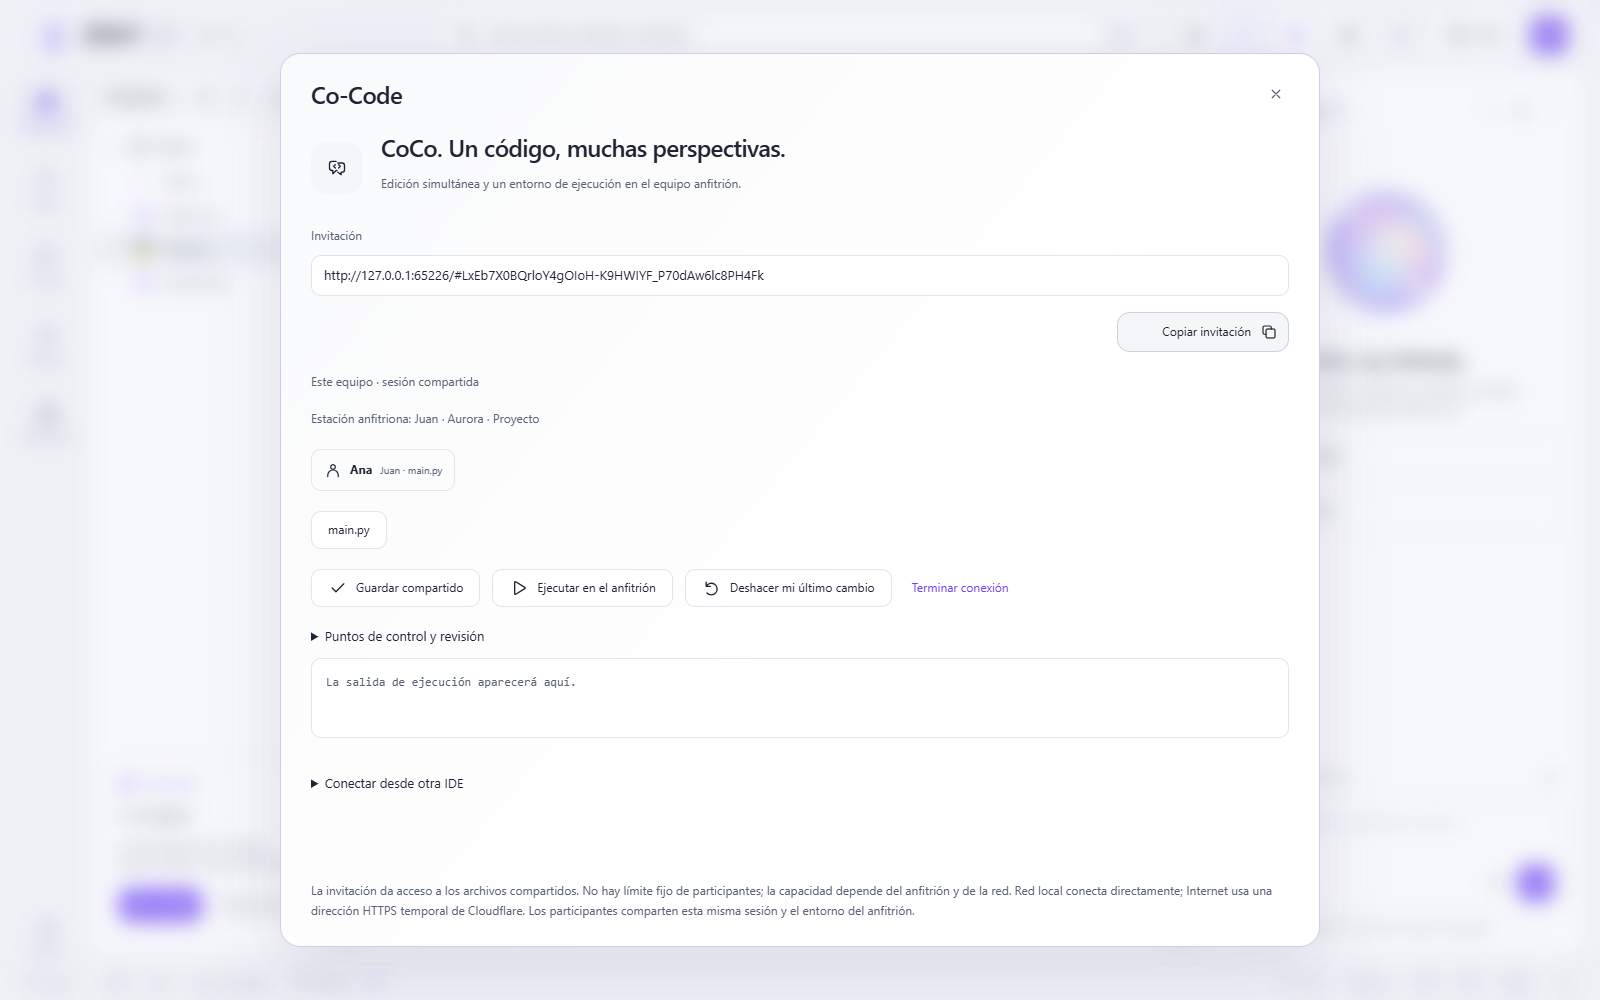 Co-Code
CoCo. Un código, muchas perspectivas.
Edición simultánea y un entorno de ejecución en el equipo anfitrión.
Invitación
http://127.0.0.1:65226/#LxEb7X0BQrloY4gOIoH-K9HWIYF_P70dAw6lc8PH4Fk
Copiar invitación
Este equipo · sesión compartida
Estación anfitriona: Juan · Aurora · Proyecto
Ana Juan · main.py
main.py
Guardar compartido Ejecutar en el anfitrión Deshacer mi último cambio Terminar conexión
Puntos de control y revisión
La salida de ejecución aparecerá aquí.
Conectar desde otra IDE
La invitación da acceso a los archivos compartidos. No hay límite fijo de participantes; la capacidad depende del anfitrión y de la red. Red local conecta directamente; Internet usa una
dirección HTTPS temporal de Cloudflare. Los participantes comparten esta misma sesión y el entorno del anfitrión.